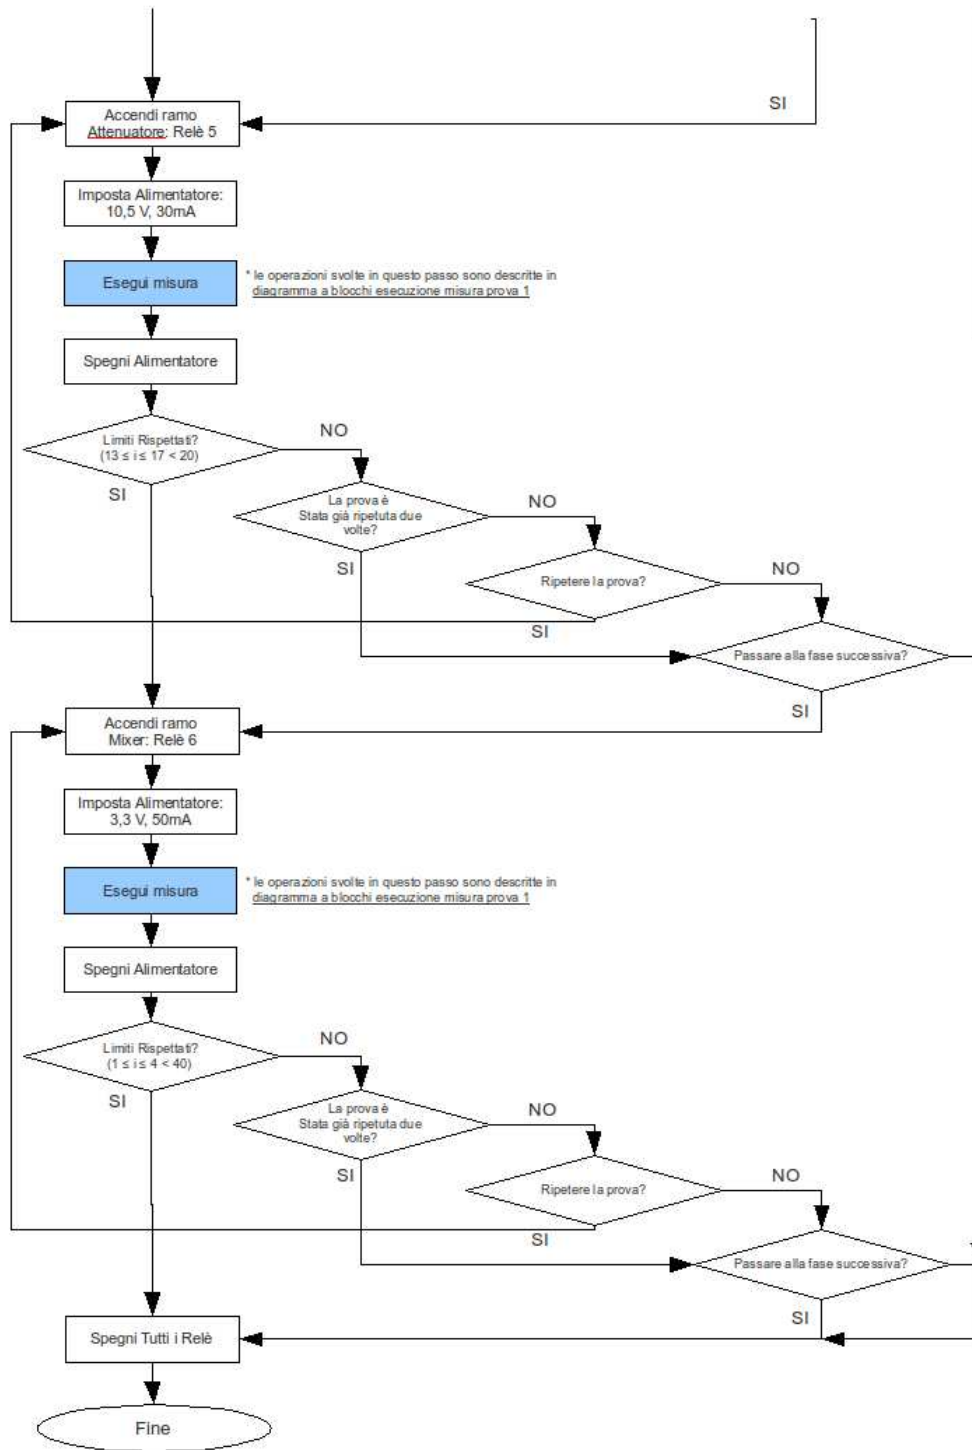 SI
Accendi ramo
Attenuatore: Relè 5
Imposta Alimentatore:
10,5 V, 30mA
Esegui misura
* le operazioni svolte in questo passo sono descritte in
diagramma a blocchi esecuzione misura prova 1
Spegni Alimentatore
Limiti Rispettati?
(13 ≤ i ≤ 17 < 20)
NO
SI
La prova è
Stata già ripetuta due
volte?
NO
SI
Ripetere la prova?
NO
SI
Passare alla fase successiva?
SI
Accendi ramo
Mixer: Relè 6
Imposta Alimentatore:
3,3 V, 50mA
Esegui misura
* le operazioni svolte in questo passo sono descritte in
diagramma a blocchi esecuzione misura prova 1
Spegni Alimentatore
Limiti Rispettati?
(1 ≤ i ≤ 4 < 40)
NO
SI
La prova è
Stata già ripetuta due
volte?
NO
SI
Ripetere la prova?
NO
SI
Passare alla fase successiva?
SI
Spegni Tutti i Relè
Fine